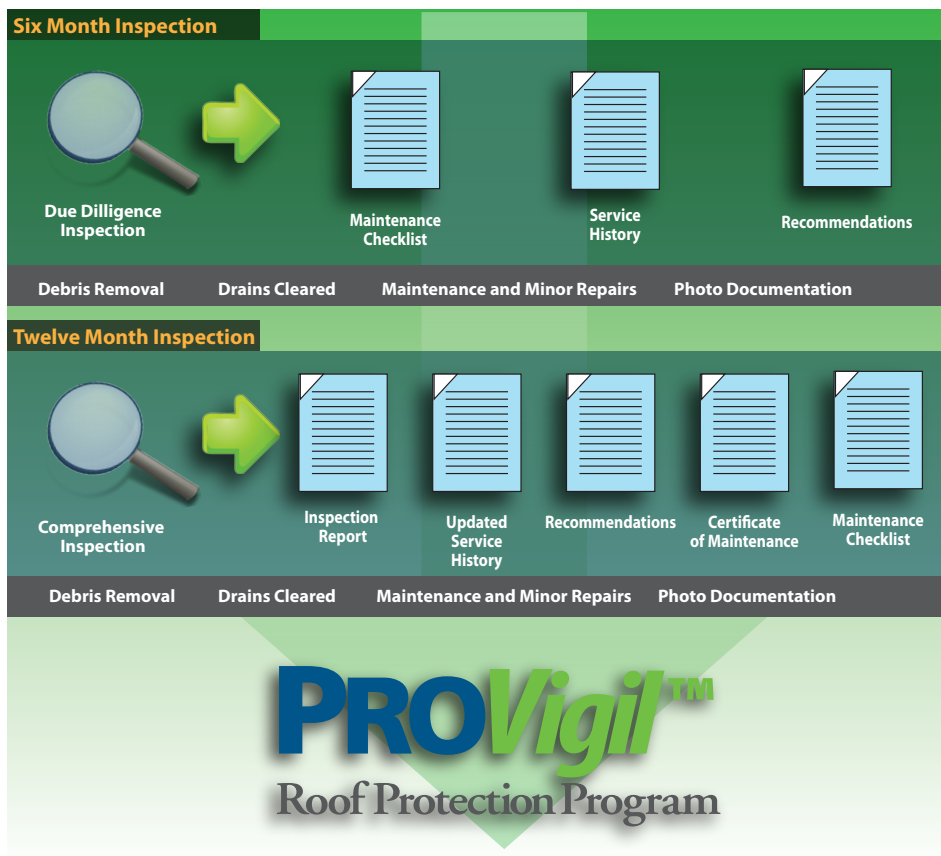 Six Month Inspection
Due Dilligence
Inspection
Maintenance
Checklist
Service
History
Recommendations
Debris Removal Drains Cleared Maintenance and Minor Repairs Photo Documentation
Twelve Month Inspection
Comprehensive
Inspection
Inspection
Report
Updated
Service
History
Recommendations
Certificate
of Maintenance
Maintenance
Checklist
Debris Removal Drains Cleared Maintenance and Minor Repairs Photo Documentation
PROVigil™
Roof Protection Program